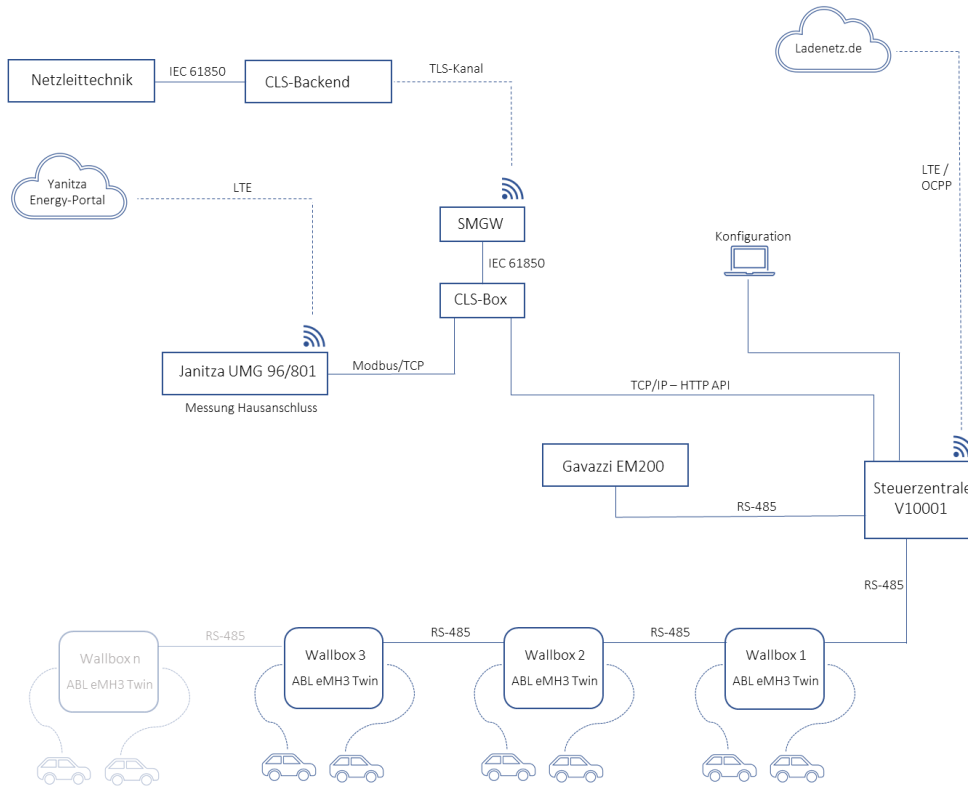 Ladenetz.de
IEC 61850
TLS-Kanal
Netzleittechnik
CLS-Backend
LTE /
OCPP
Yanitza
Energy-Portal
LTE
SMGW
Konfiguration
IEC 61850
CLS-Box
Janitza UMG 96/801
Modbus/TCP
Messung Hausanschluss
TCP/IP – HTTP API
Gavazzi EM200
RS-485
Steuerzentrale
V10001
RS-485
RS-485
RS-485
RS-485
Wallbox n
ABL eMH3 Twin
Wallbox 3
ABL eMH3 Twin
Wallbox 2
ABL eMH3 Twin
Wallbox 1
ABL eMH3 Twin